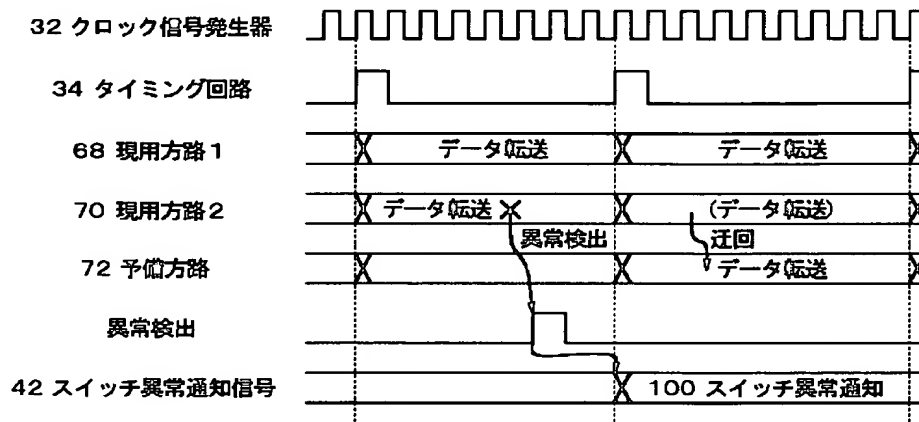 32 クロック信号発生器
34 タイミング回路
68 現用方路1 データ転送 データ転送
70 現用方路2 データ転送 (データ転送)
異常検出 迂回
72 予備方路 データ転送
異常検出
42 スイッチ異常通知信号 100 スイッチ異常通知